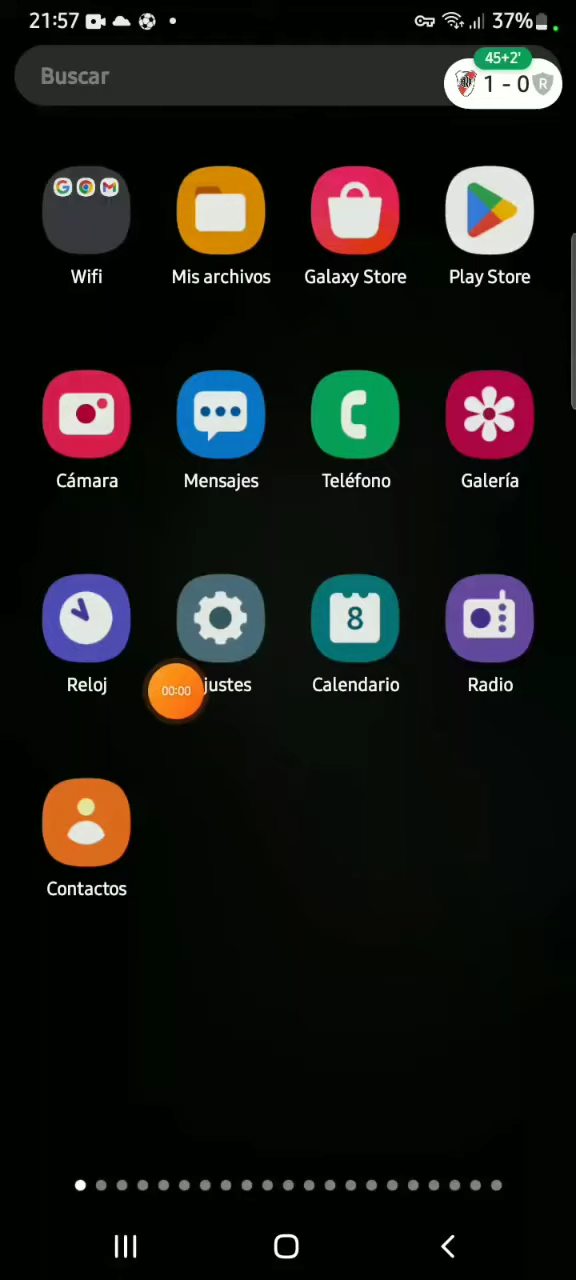 21:57 37%
Buscar
45+2'
1 - 0 R
Wifi Mis archivos Galaxy Store Play Store
Cámara Mensajes Teléfono Galería
8
Reloj justes Calendario Radio
00:00
Contactos